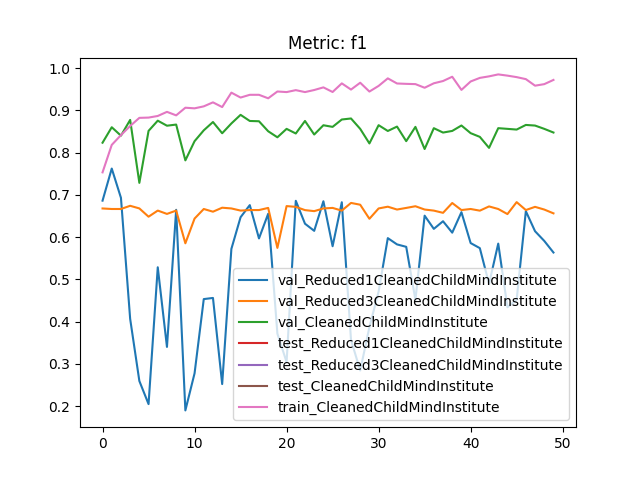 Metric: f1
1.0
0.9
0.8
0.7
0.6
0.5
0.4
0.3
0.2
val_Reduced1CleanedChildMindInstitute
val_Reduced3CleanedChildMindInstitute
val_CleanedChildMindInstitute
test_Reduced1CleanedChildMindInstitute
test_Reduced3CleanedChildMindInstitute
test_CleanedChildMindInstitute
train_CleanedChildMindInstitute
0 10 20 30 40 50